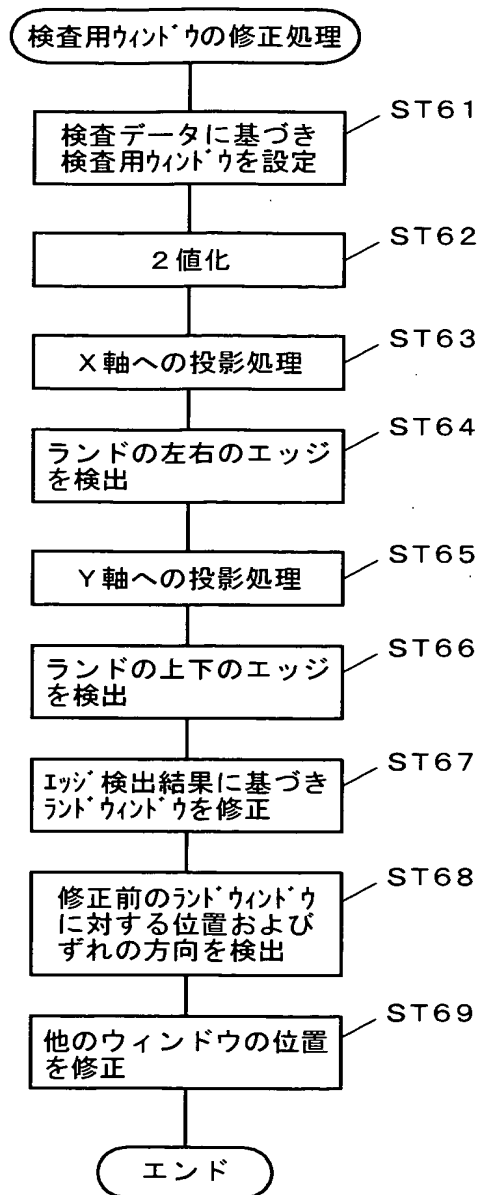 検査用ｳｨﾝﾄﾞｳの修正処理
ST61
検査データに基づき
検査用ｳｨﾝﾄﾞｳを設定
ST62
2値化
ST63
X軸への投影処理
ST64
ランドの左右のエッジ
を検出
ST65
Y軸への投影処理
ST66
ランドの上下のエッジ
を検出
ST67
ｴｯｼﾞ検出結果に基づき
ﾗﾝﾄﾞｳｨﾝﾄﾞｳを修正
ST68
修正前のﾗﾝﾄﾞｳｨﾝﾄﾞｳ
に対する位置および
ずれの方向を検出
ST69
他のウィンドウの位置
を修正
エンド